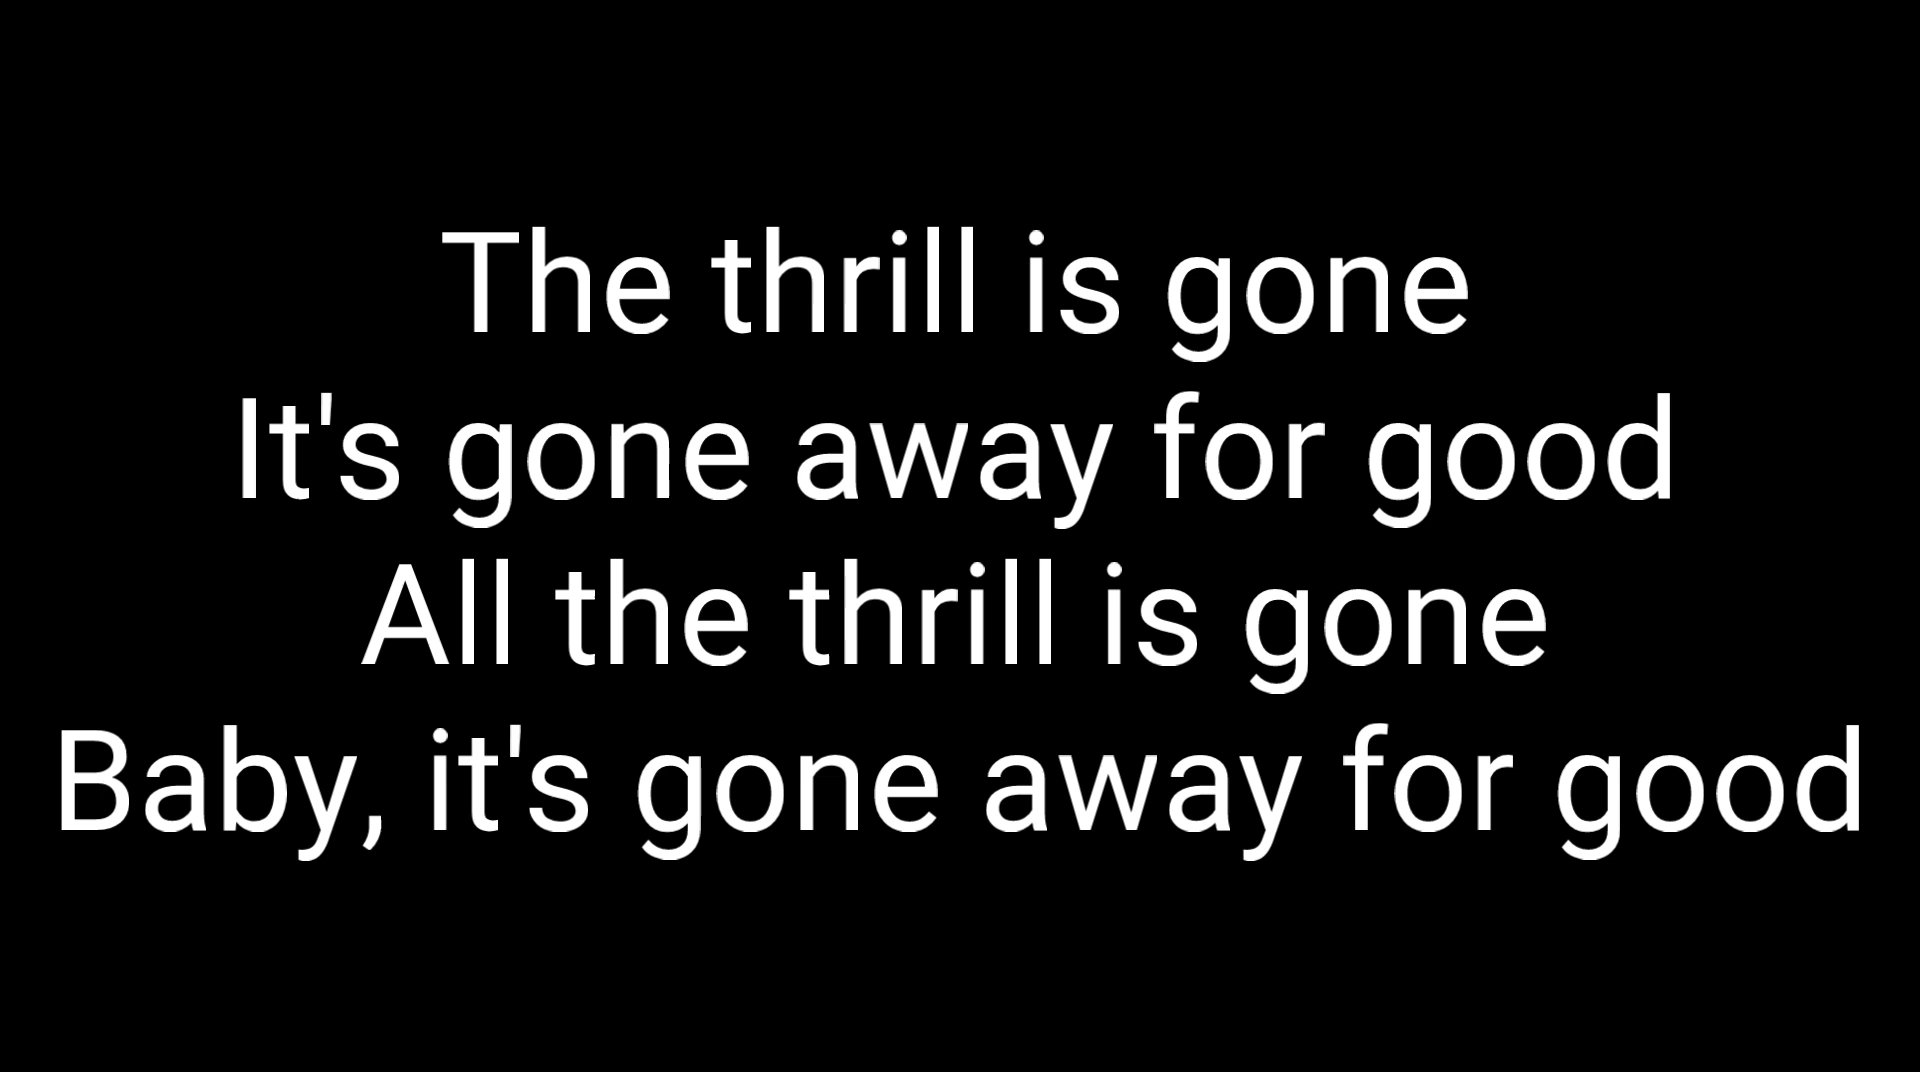 The thrill is gone
It's gone away for good
All the thrill is gone
Baby, it's gone away for good